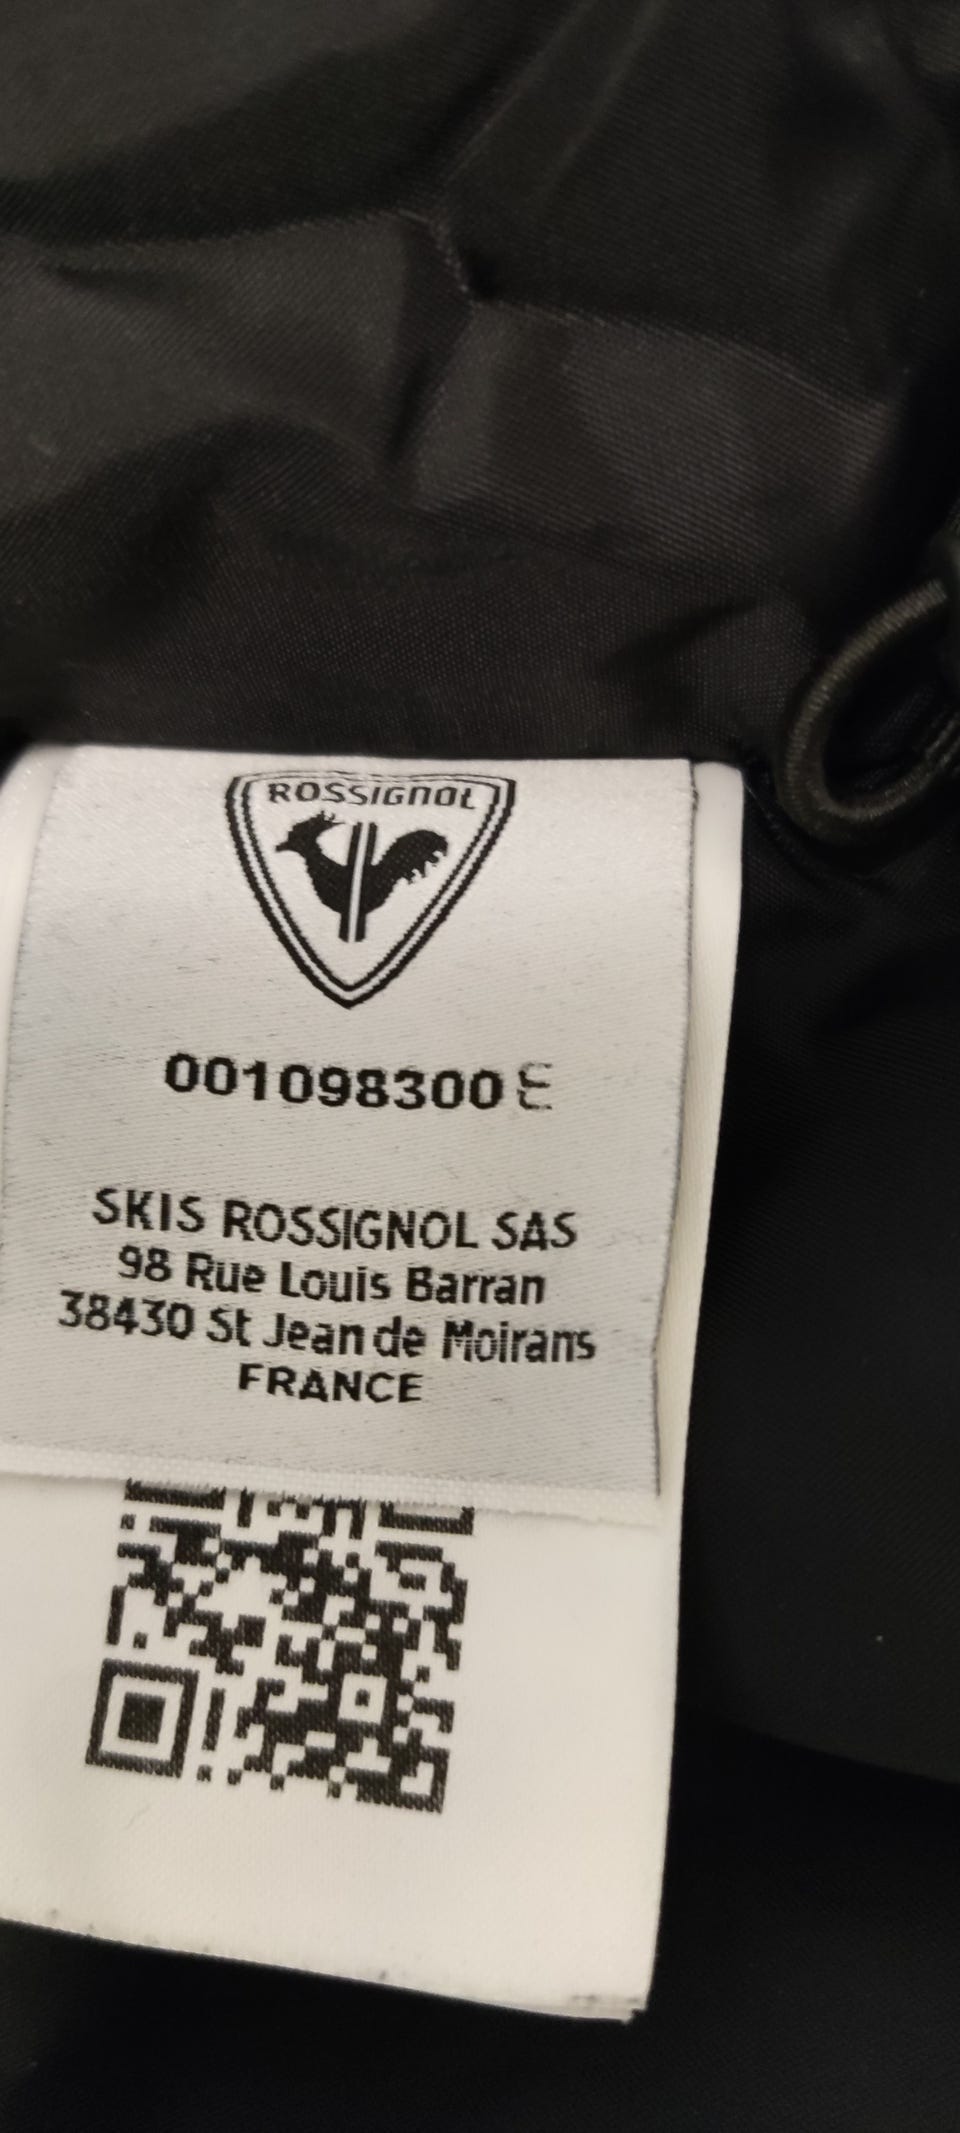 ROSSIGNOL
001098300 E
SKIS ROSSIGNOL SAS
98 Rue Louis Barran
38430 St Jean de Moirans
FRANCE